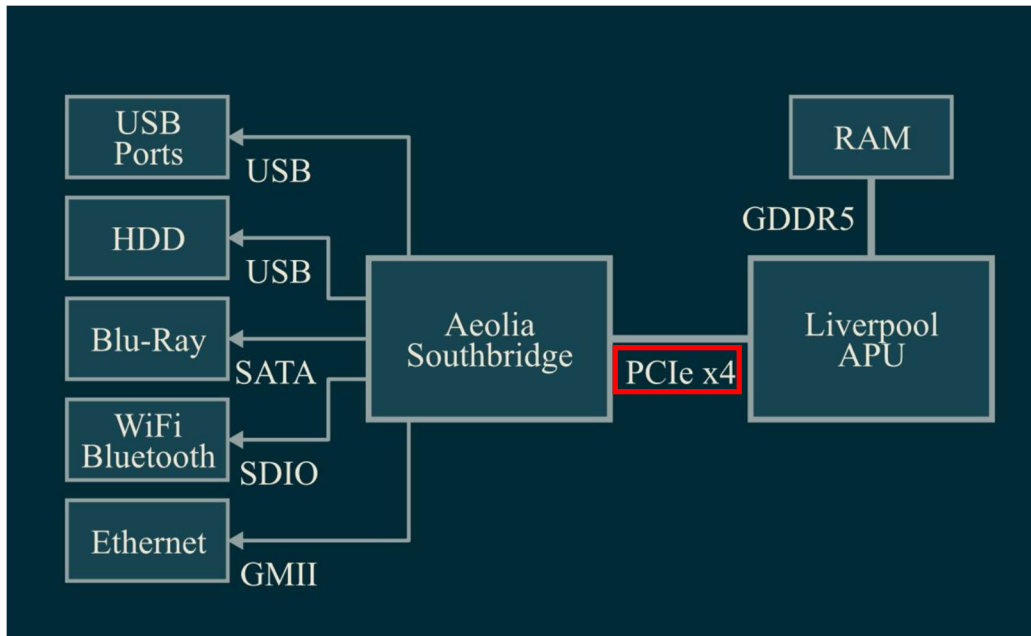 USB
Ports
USB
HDD
USB
Blu-Ray
SATA
WiFi
Bluetooth
SDIO
Ethernet
GMII
Aeolia
Southbridge
PCIe x4
RAM
GDDR5
Liverpool
APU